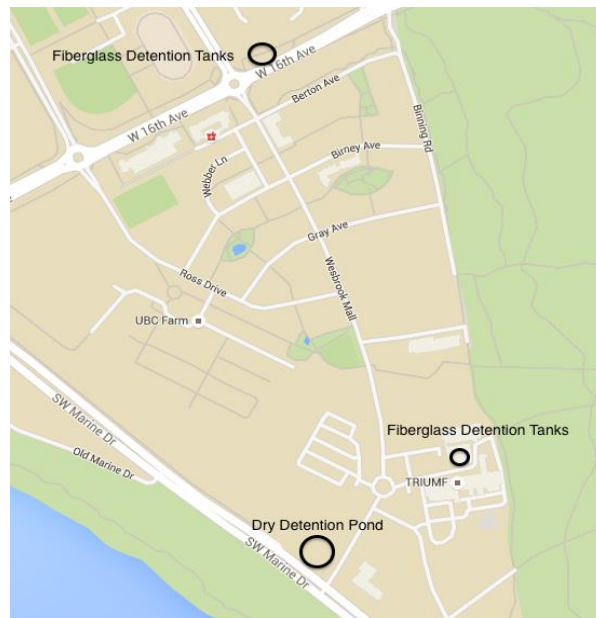 Fiberglass Detention Tanks
W 16th Ave
Berton Ave
W 16th Ave
Binning Rd
Birney Ave
Webber Ln
Gray Ave
Ross Drive
Wesbrook Mall
UBC Farm
SW Marine Dr
Fiberglass Detention Tanks
Old Marine Dr
TRIUMF
Dry Detention Pond
SW Marine Dr